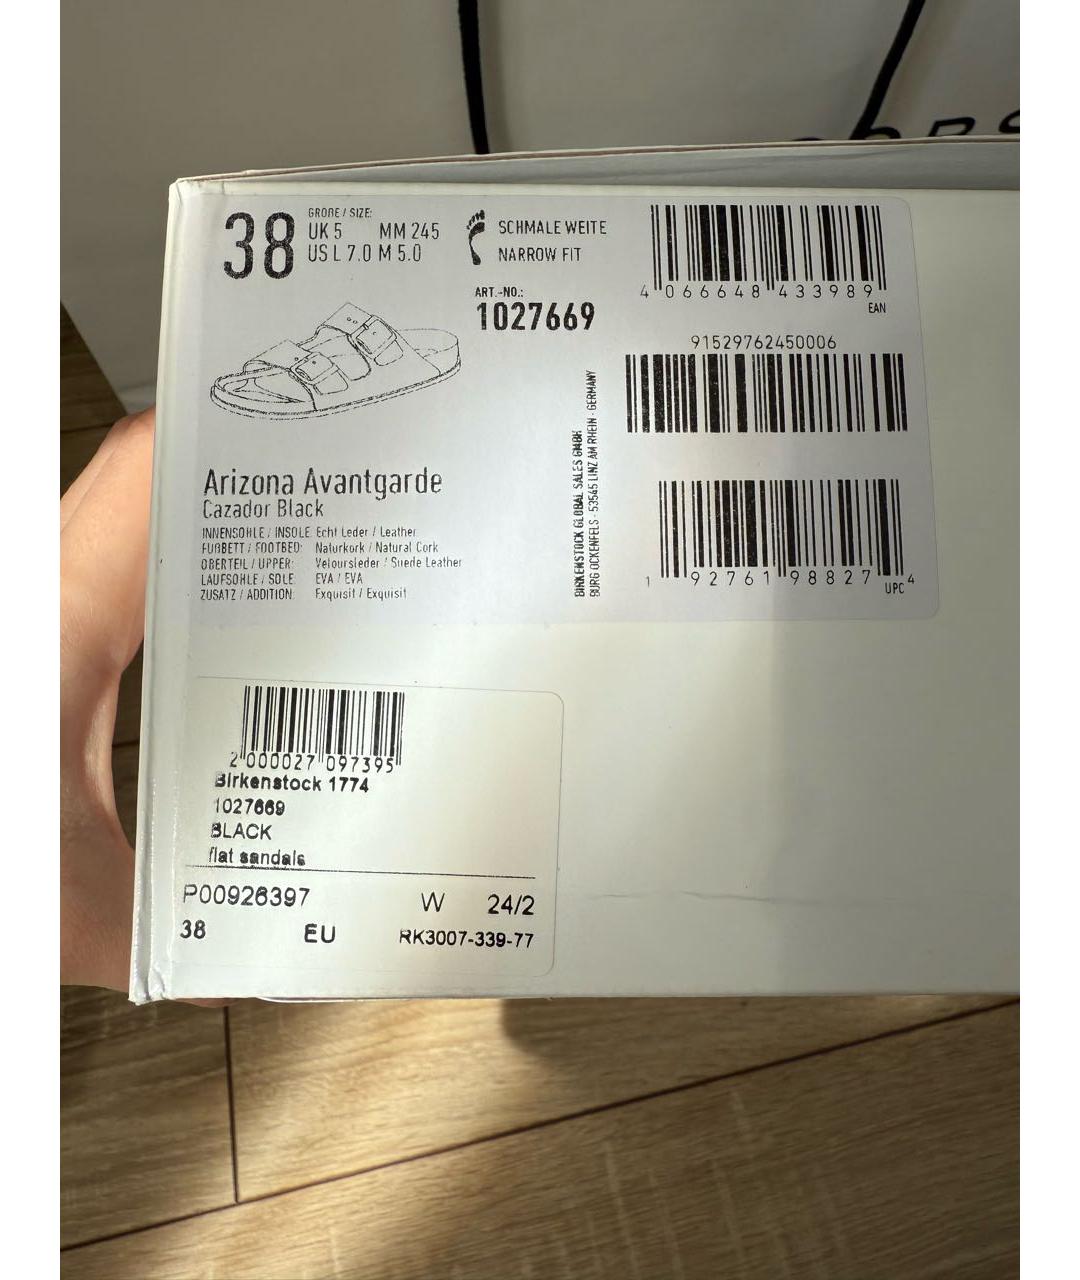 38
GRÖßE / SIZE:
UK 5 MM 245
US L 7.0 M 5.0
SCHMALE WEITE
NARROW FIT
ART.-NO.:
1027669
4 066648 433989
EAN
91529762450006
BIRKENSTOCK GLOBAL SALES GMBH
BURG OCKENFELS · 53545 LINZ AM RHEIN · GERMANY
Arizona Avantgarde
Cazador Black
INNENSOHLE / INSOLE: Echt Leder / Leather
FUßBETT / FOOTBED: Naturkork / Natural Cork
OBERTEIL / UPPER: Veloursleder / Suede Leather
LAUFSOHLE / SOLE: EVA / EVA
ZUSATZ / ADDITION: Exquisit / Exquisit
1 92761 98827 4
UPC
2 000027 097395
Birkenstock 1774
1027669
BLACK
flat sandals
P00926397 W 24/2
38 EU RK3007-339-77